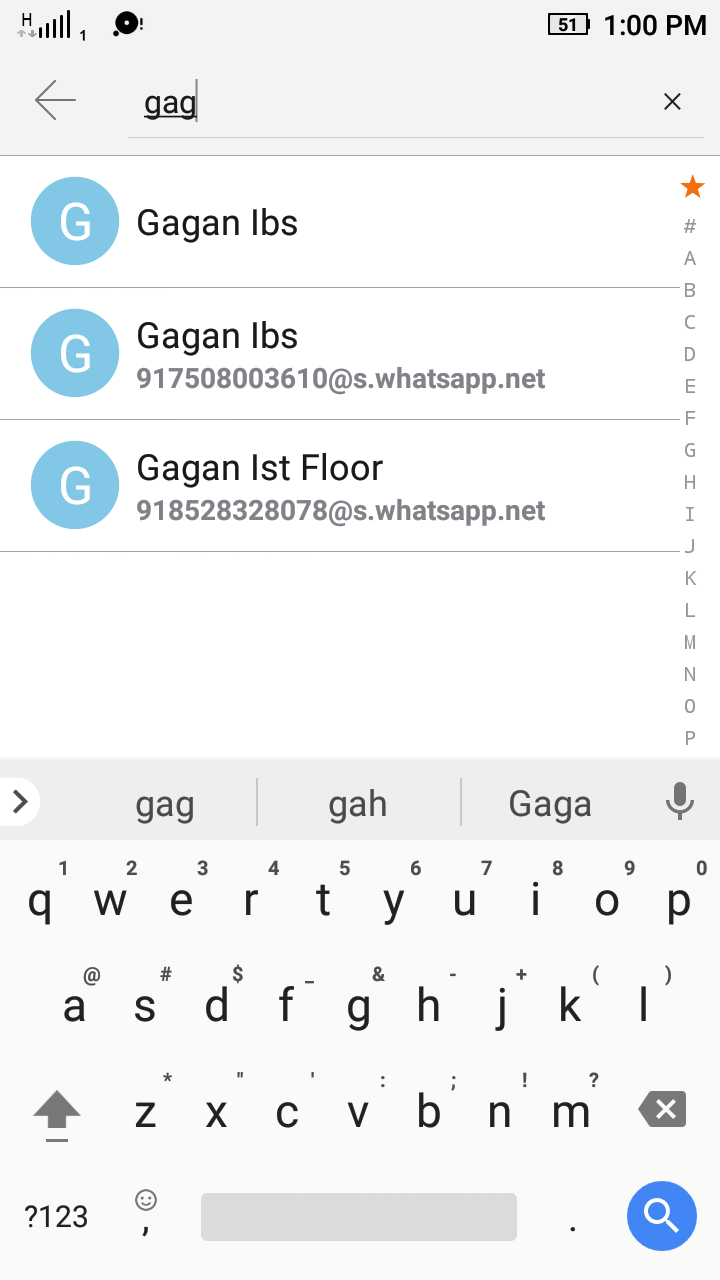 H 1 51 1:00 PM
gag
G Gagan Ibs
G Gagan Ibs
917508003610@s.whatsapp.net
G Gagan Ist Floor
918528328078@s.whatsapp.net
#
A
B
C
D
E
F
G
H
I
J
K
L
M
N
O
P
gag gah Gaga
1 2 3 4 5 6 7 8 9 0
q w e r t y u i o p
@ # $ _ & - + ( )
a s d f g h j k l
* " ' : ; ! ?
z x c v b n m
?123 , .